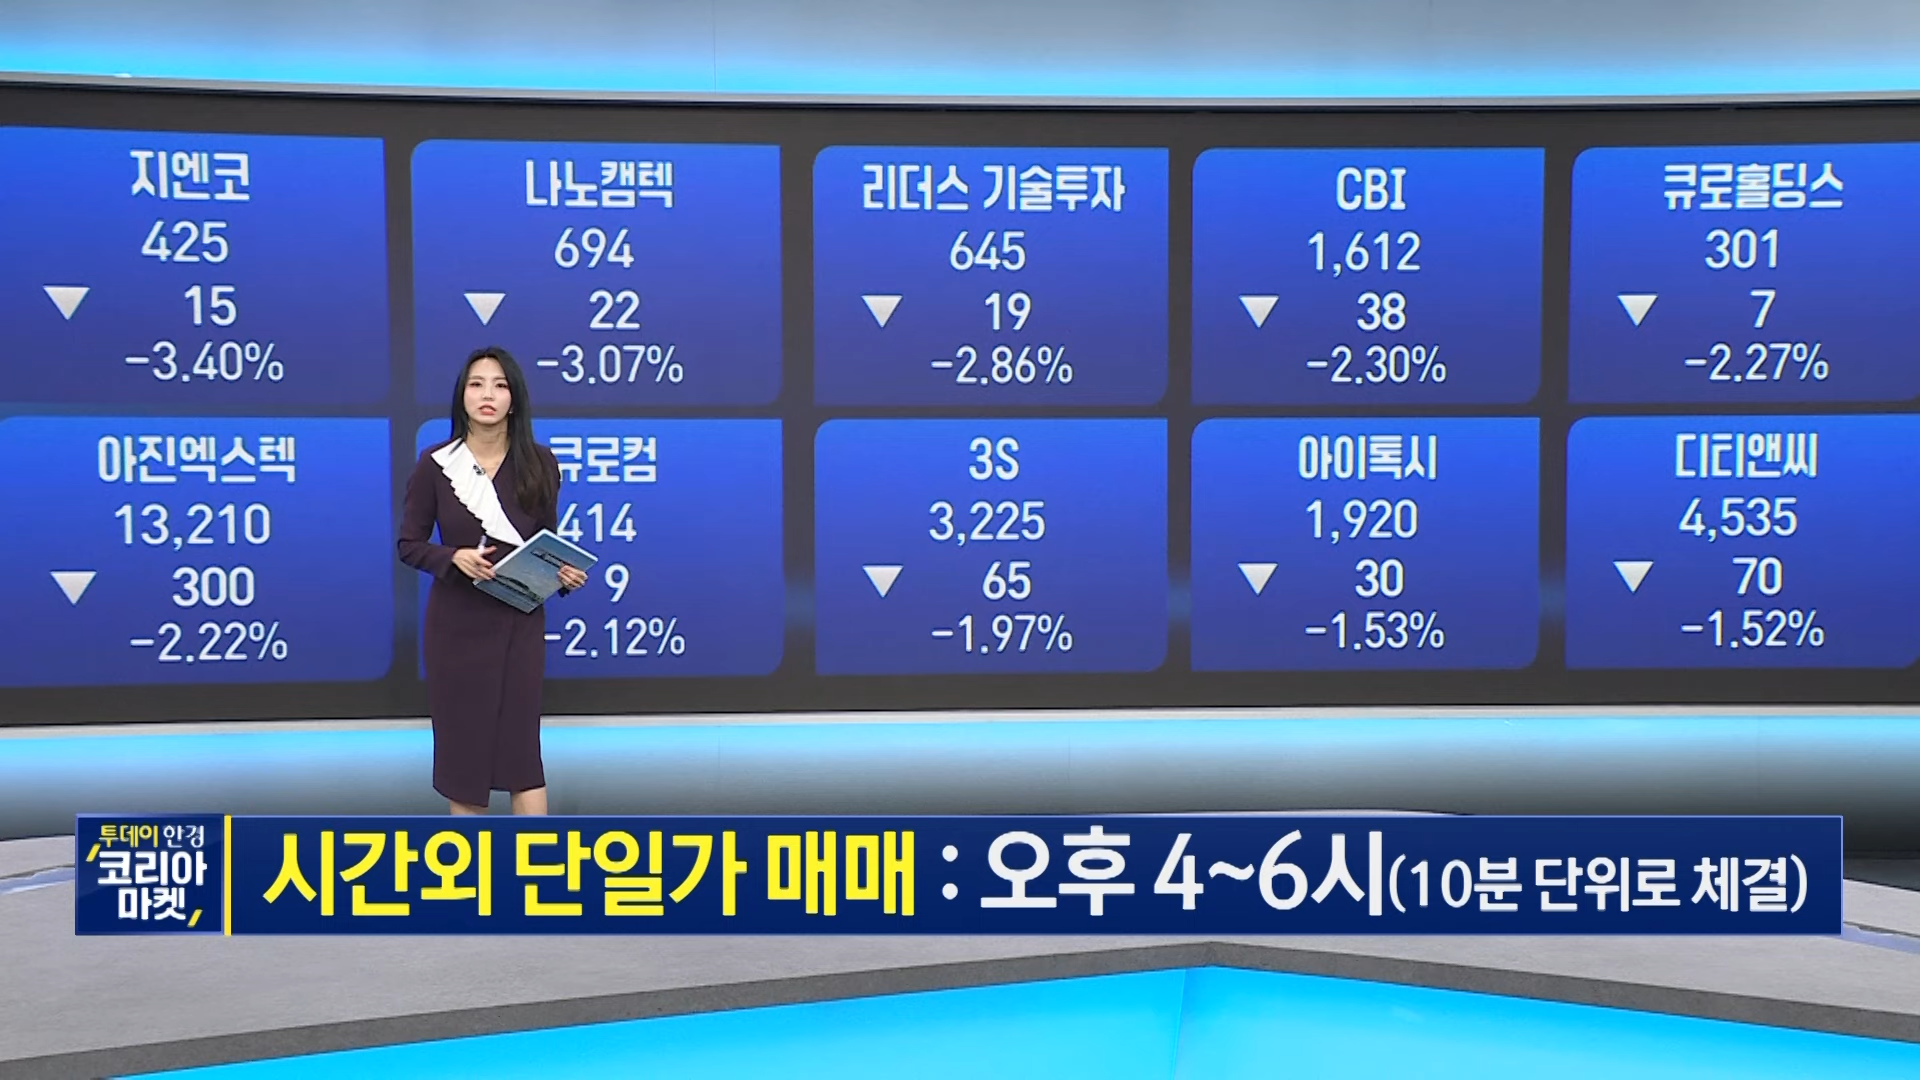 지엔코
425
▼ 15
-3.40%
나노캠텍
694
▼ 22
-3.07%
리더스 기술투자
645
▼ 19
-2.86%
CBI
1,612
▼ 38
-2.30%
큐로홀딩스
301
▼ 7
-2.27%
아진엑스텍
13,210
▼ 300
-2.22%
큐로컴
414
9
-2.12%
3S
3,225
▼ 65
-1.97%
아이톡시
1,920
▼ 30
-1.53%
디티앤씨
4,535
▼ 70
-1.52%
투데이 한경
코리아
마켓
시간외 단일가 매매 : 오후 4~6시(10분 단위로 체결)